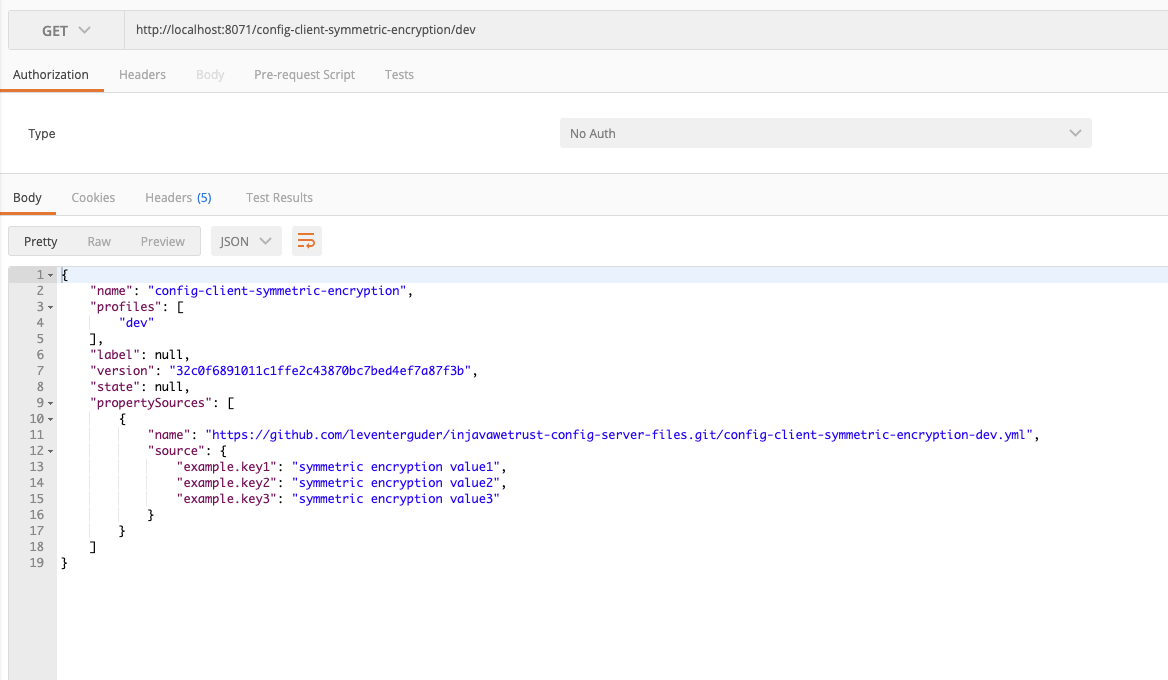 GET http://localhost:8071/config-client-symmetric-encryption/dev
Authorization Headers Body Pre-request Script Tests
Type No Auth
Body Cookies Headers (5) Test Results
Pretty Raw Preview JSON
1 {
2 "name": "config-client-symmetric-encryption",
3 "profiles": [
4 "dev"
5 ],
6 "label": null,
7 "version": "32c0f6891011c1ffe2c43870bc7bed4ef7a87f3b",
8 "state": null,
9 "propertySources": [
10 {
11 "name": "https://github.com/leventerguder/injavawetrust-config-server-files.git/config-client-symmetric-encryption-dev.yml",
12 "source": {
13 "example.key1": "symmetric encryption value1",
14 "example.key2": "symmetric encryption value2",
15 "example.key3": "symmetric encryption value3"
16 }
17 }
18 ]
19 }